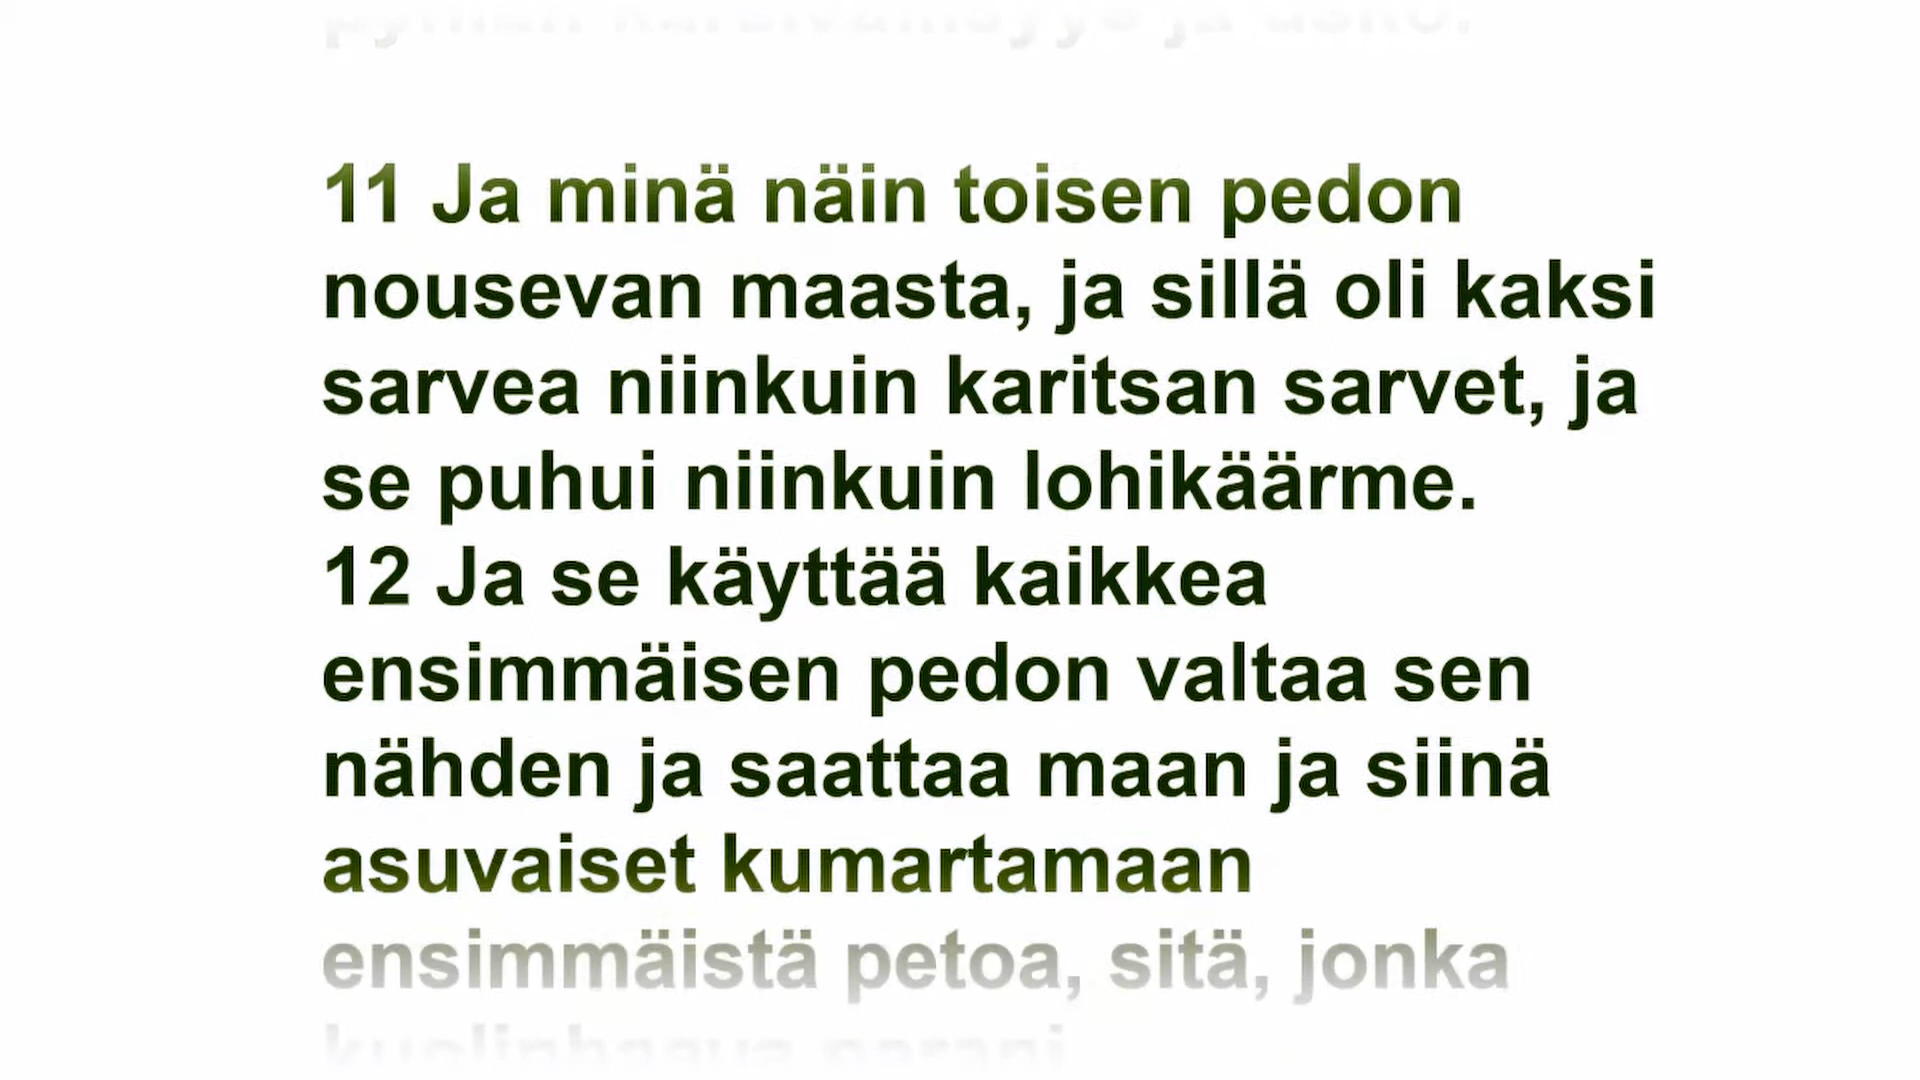 11 Ja minä näin toisen pedon
nousevan maasta, ja sillä oli kaksi
sarvea niinkuin karitsan sarvet, ja
se puhui niinkuin lohikäärme.
12 Ja se käyttää kaikkea
ensimmäisen pedon valtaa sen
nähden ja saattaa maan ja siinä
asuvaiset kumartamaan
ensimmäistä petoa, sitä, jonka
kuolinhaava parani